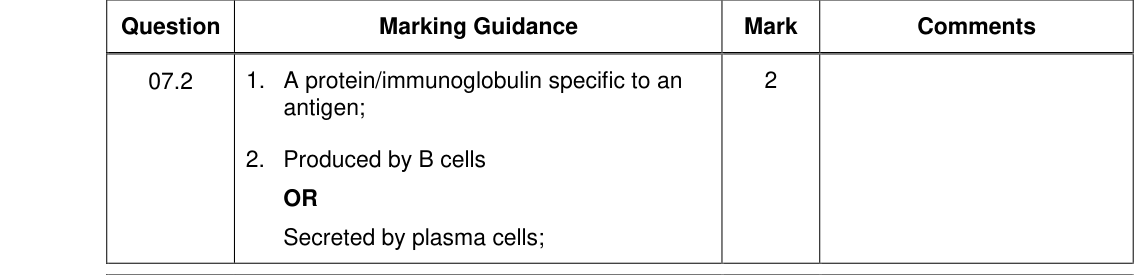 Question Marking Guidance Mark Comments
07.2 1. A protein/immunoglobulin specific to an 2
antigen;
2. Produced by B cells
OR
Secreted by plasma cells;